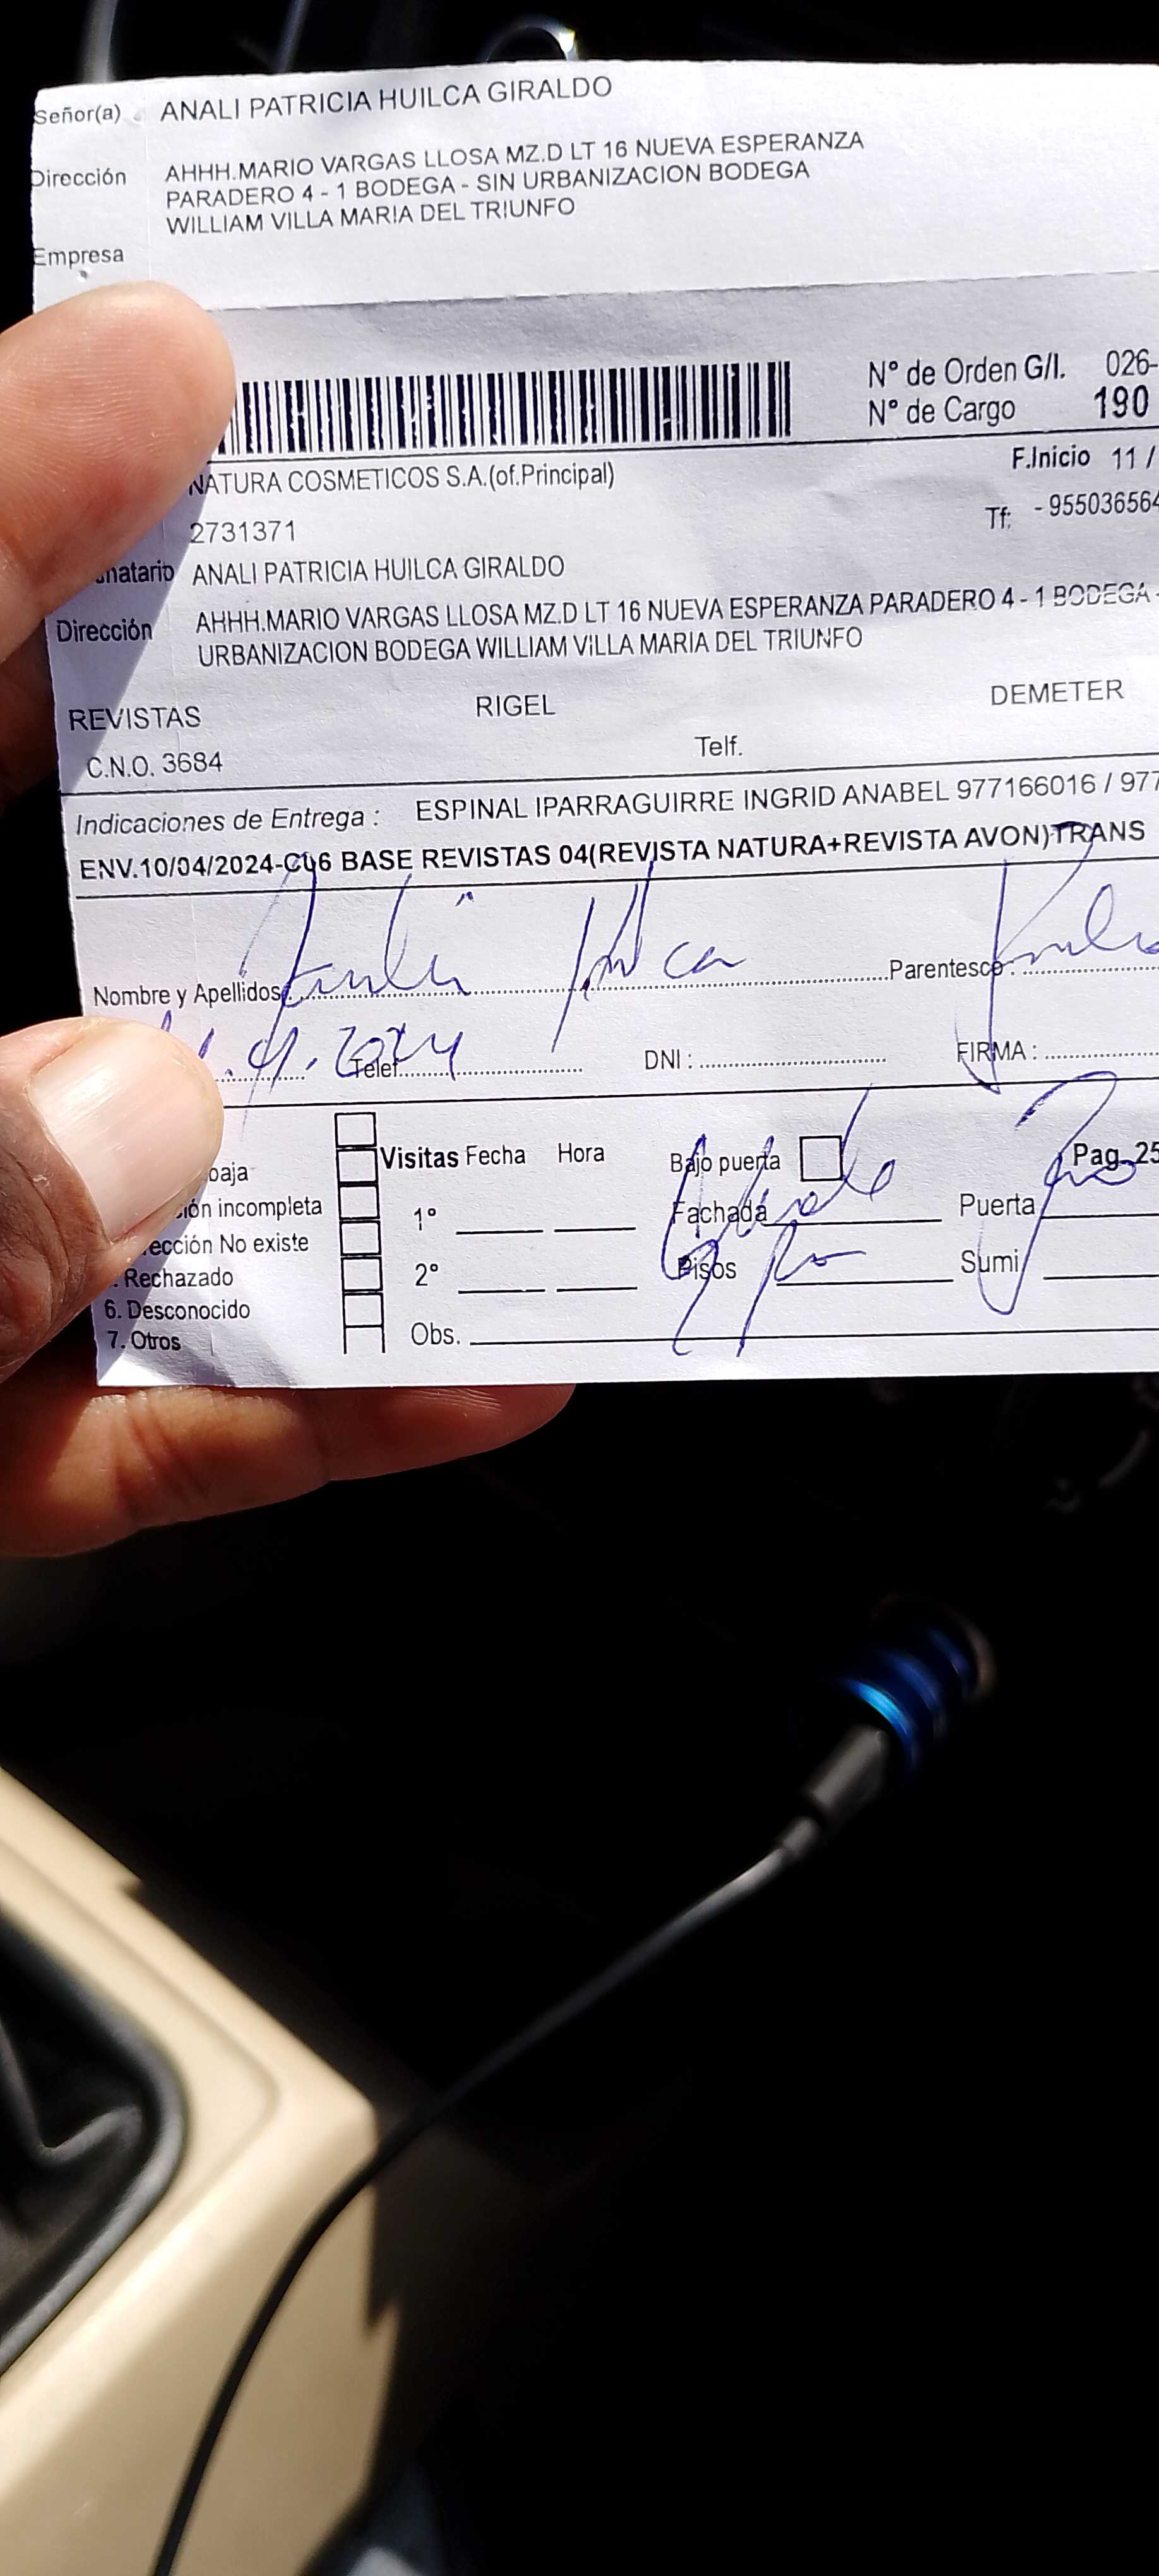 Señor(a) ANALI PATRICIA HUILCA GIRALDO
Dirección AHHH.MARIO VARGAS LLOSA MZ.D LT 16 NUEVA ESPERANZA
PARADERO 4 - 1 BODEGA - SIN URBANIZACION BODEGA
WILLIAM VILLA MARIA DEL TRIUNFO
Empresa
N° de Orden G/I. 026-
N° de Cargo 190
F.Inicio 11 /
NATURA COSMETICOS S.A.(of.Principal)
Tf: - 955036564
2731371
natario ANALI PATRICIA HUILCA GIRALDO
Dirección AHHH.MARIO VARGAS LLOSA MZ.D LT 16 NUEVA ESPERANZA PARADERO 4 - 1 BODEGA -
URBANIZACION BODEGA WILLIAM VILLA MARIA DEL TRIUNFO
REVISTAS RIGEL DEMETER
C.N.O. 3684 Telf.
Indicaciones de Entrega : ESPINAL IPARRAGUIRRE INGRID ANABEL 977166016 / 977
ENV.10/04/2024-C06 BASE REVISTAS 04(REVISTA NATURA+REVISTA AVON)TRANS
Nombre y Apellidos: Huilca Parentesco :
Telef. DNI : FIRMA :
baja
Visitas Fecha Hora Bajo puerta Pag. 25
ión incompleta 1° Fachada Puerta
ección No existe
Rechazado 2° Pisos Sumi
6. Desconocido
7. Otros Obs.